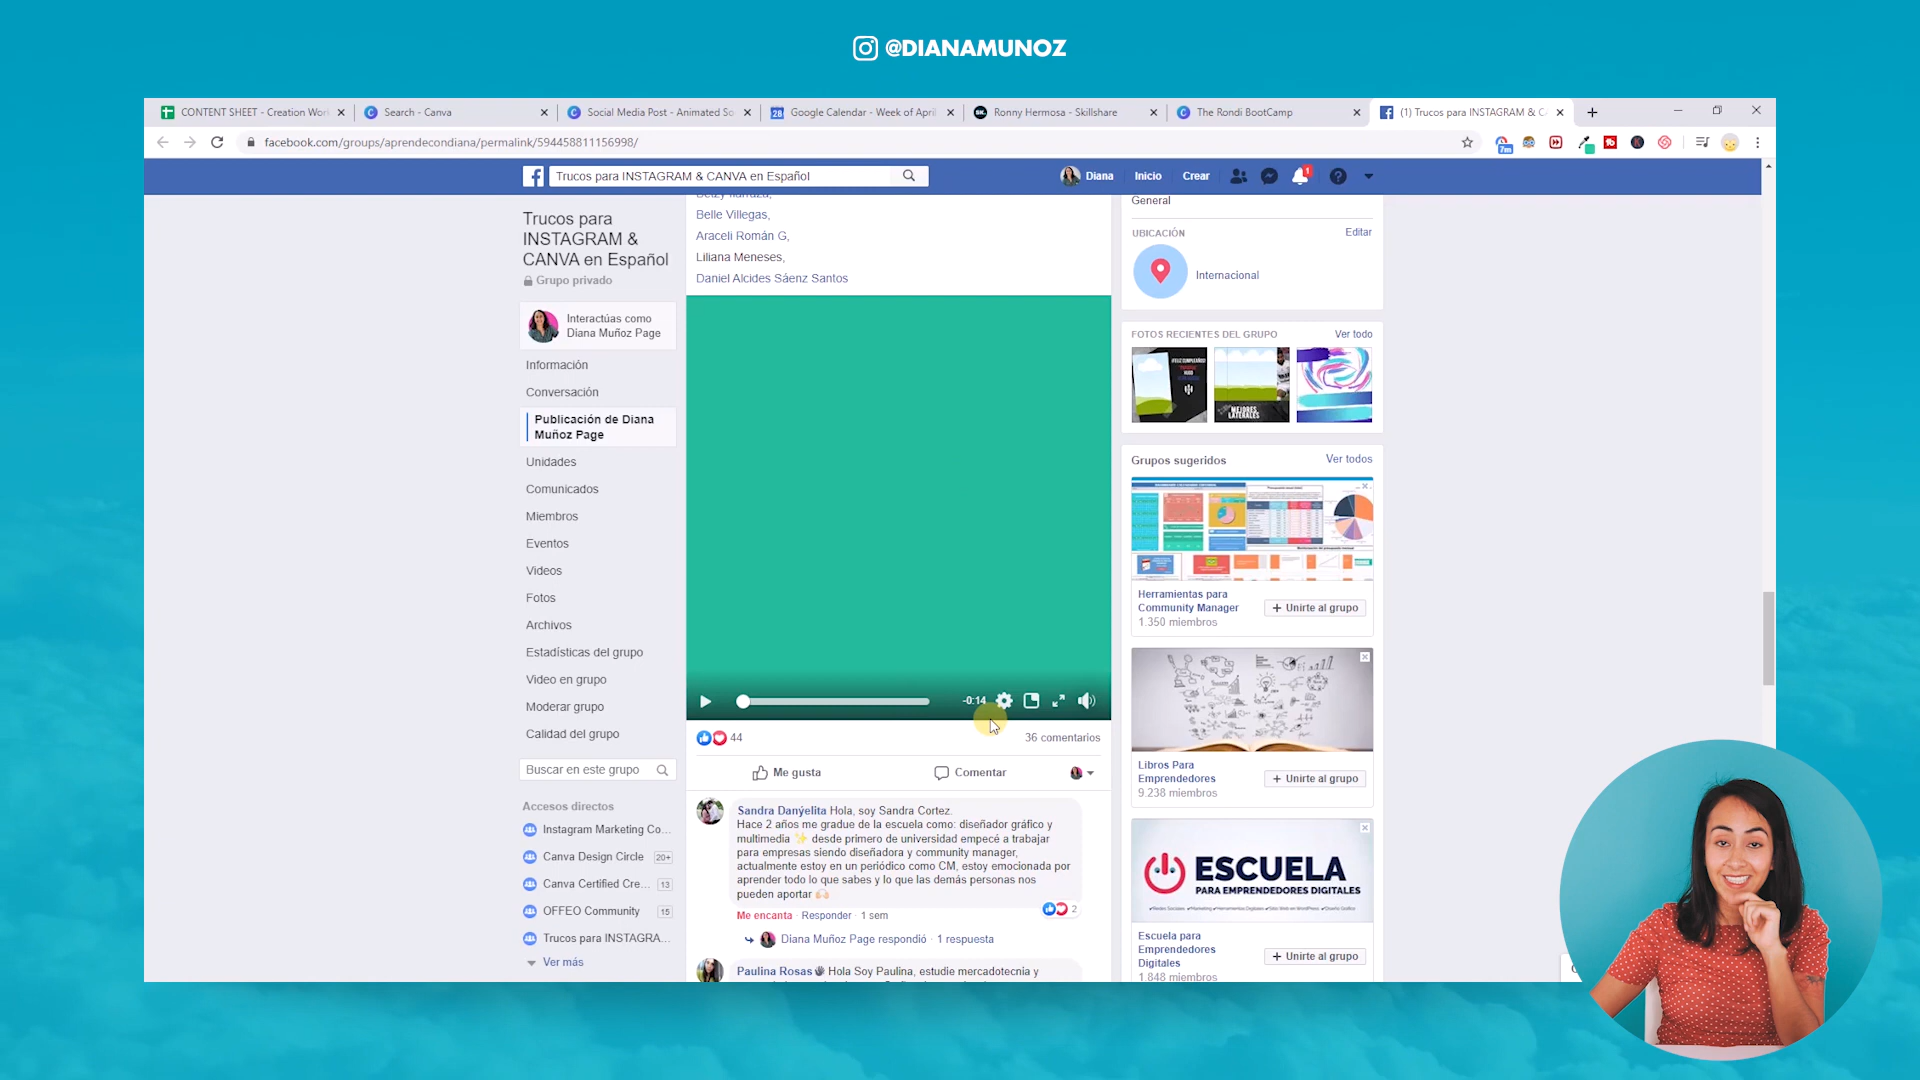 @DIANAMUNOZ
CONTENT SHEET - Creation Wor
Search - Canva
Social Media Post - Animated So
28
Google Calendar - Week of April
Ronny Hermosa - Skillshare
The Rondi BootCamp
(1) Trucos para INSTAGRAM & C
facebook.com/groups/aprendecondiana/permalink/594458811156998/
7m
Trucos para INSTAGRAM & CANVA en Español
Diana
Inicio
Crear
1
Trucos para
INSTAGRAM &
CANVA en Español
Grupo privado
Interactúas como
Diana Muñoz Page
Información
Conversación
Publicación de Diana
Muñoz Page
Unidades
Comunicados
Miembros
Eventos
Videos
Fotos
Archivos
Estadísticas del grupo
Video en grupo
Moderar grupo
Calidad del grupo
Buscar en este grupo
Accesos directos
Instagram Marketing Co...
Canva Design Circle 20+
Canva Certified Cre... 13
OFFEO Community 15
Trucos para INSTAGRA...
Ver más
Belle Villegas,
Araceli Román G,
Liliana Meneses,
Daniel Alcides Sáenz Santos
-0:14
44
36 comentarios
Me gusta
Comentar
Sandra Danýelita Hola, soy Sandra Cortez.
Hace 2 años me gradue de la escuela como: diseñador gráfico y
multimedia ✨ desde primero de universidad empecé a trabajar
para empresas siendo diseñadora y community manager,
actualmente estoy en un periódico como CM, estoy emocionada por
aprender todo lo que sabes y lo que las demás personas nos
pueden aportar
2
Me encanta · Responder · 1 sem
Diana Muñoz Page respondió · 1 respuesta
Paulina Rosas Hola Soy Paulina, estudie mercadotecnia y
General
UBICACIÓN
Editar
Internacional
FOTOS RECIENTES DEL GRUPO
Ver todo
MEJORES
LATERALES
Grupos sugeridos
Ver todos
Herramientas para
Community Manager
1.350 miembros
+ Unirte al grupo
Libros Para
Emprendedores
9.238 miembros
+ Unirte al grupo
ESCUELA
PARA EMPRENDEDORES DIGITALES
Escuela para
Emprendedores
Digitales
1.848 miembros
+ Unirte al grupo